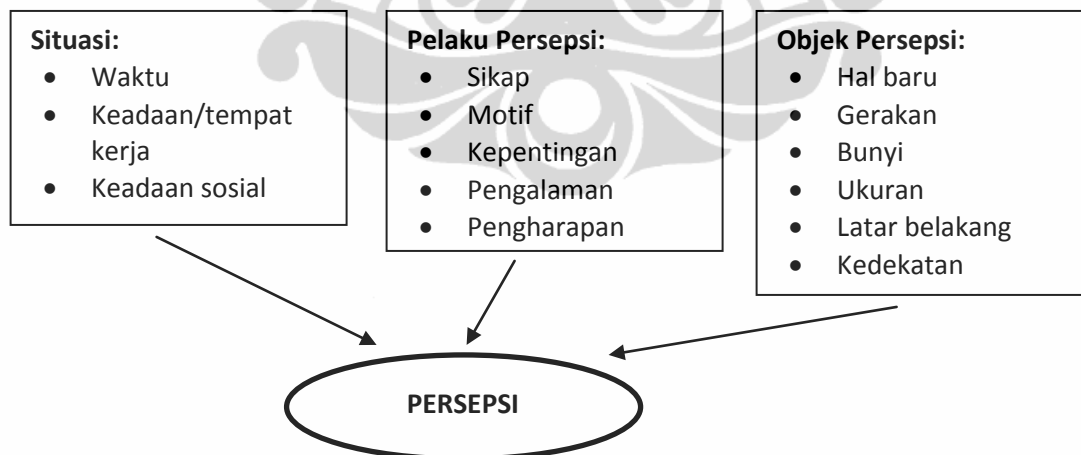 Situasi:
• Waktu
• Keadaan/tempat
kerja
• Keadaan sosial
Pelaku Persepsi:
• Sikap
• Motif
• Kepentingan
• Pengalaman
• Pengharapan
Objek Persepsi:
• Hal baru
• Gerakan
• Bunyi
• Ukuran
• Latar belakang
• Kedekatan
PERSEPSI